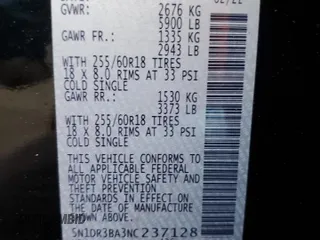 GVWR: 2676 KG
5900 LB
GAWR FR.: 1335 KG
2943 LB
WITH 255/60R18 TIRES
18 X 8.0 RIMS AT 33 PSI
COLD SINGLE
GAWR RR.: 1530 KG
3373 LB
WITH 255/60R18 TIRES
18 X 8.0 RIMS AT 33 PSI
COLD SINGLE
THIS VEHICLE CONFORMS TO
ALL APPLICABLE FEDERAL
MOTOR VEHICLE SAFETY AND
THEFT PREVENTION
STANDARDS IN EFFECT ON
THE DATE OF MANUFACTURE
SHOWN ABOVE.
5N1DR3BA3NC237128